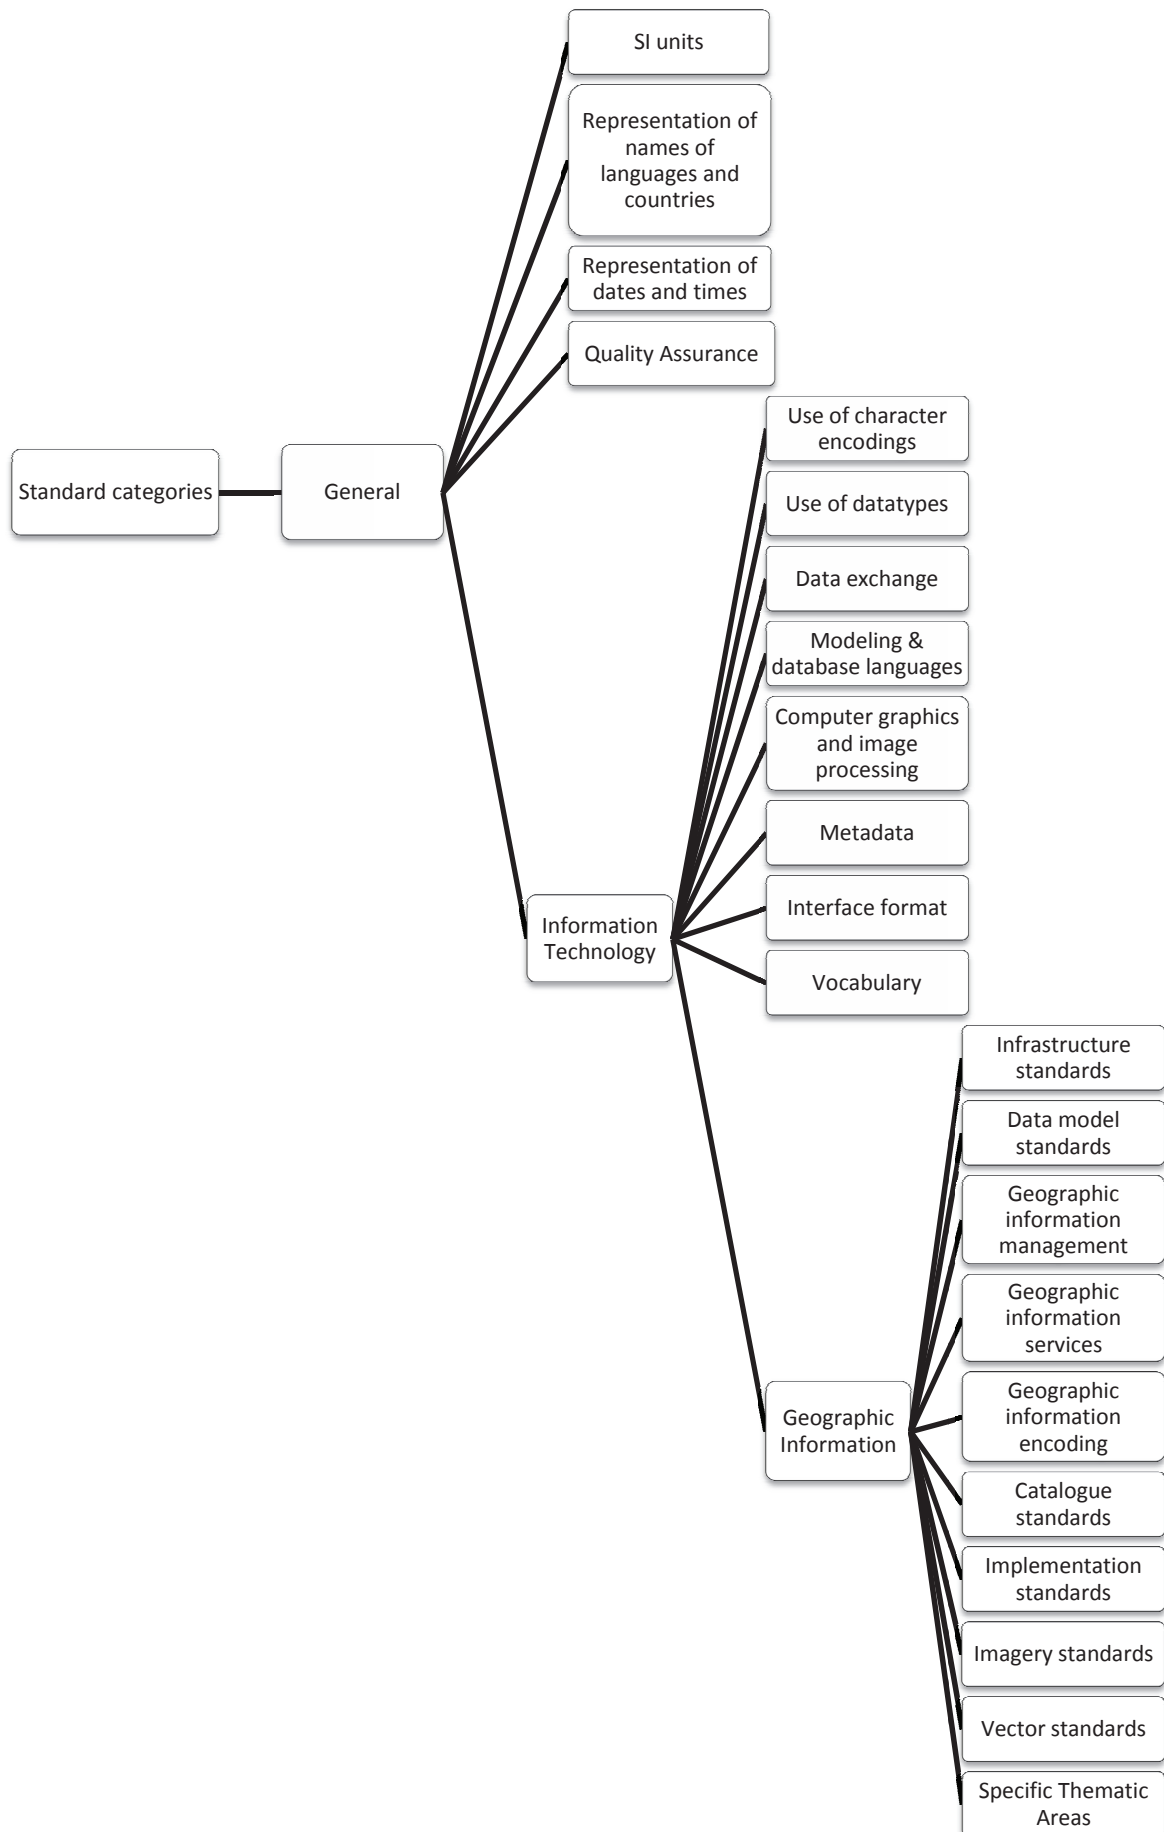 SI units
Representation of
names of
languages and
countries
Representation of
dates and times
Quality Assurance
Standard categories
General
Use of character
encodings
Use of datatypes
Data exchange
Modeling &
database languages
Computer graphics
and image
processing
Metadata
Interface format
Vocabulary
Information
Technology
Infrastructure
standards
Data model
standards
Geographic
information
management
Geographic
information
services
Geographic
information
encoding
Geographic
Information
Catalogue
standards
Implementation
standards
Imagery standards
Vector standards
Specific Thematic
Areas